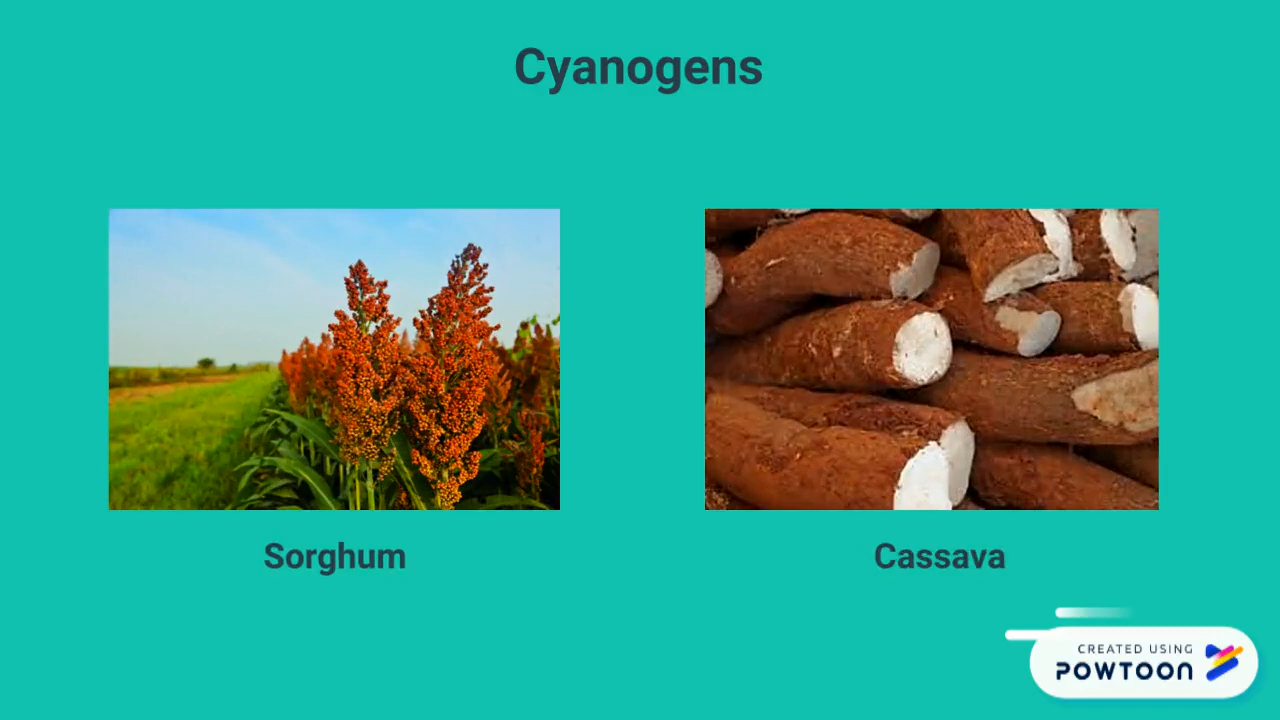 Cyanogens
Sorghum
Cassava
CREATED USING
POWTOON